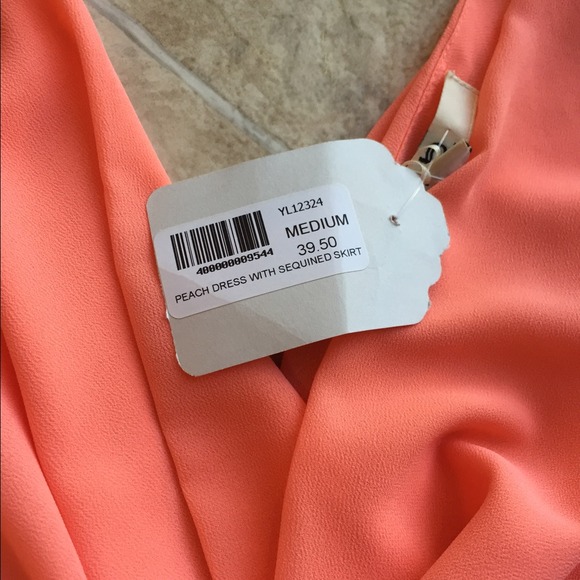 YL12324
MEDIUM
39.50
400000009544
PEACH DRESS WITH SEQUINED SKIRT